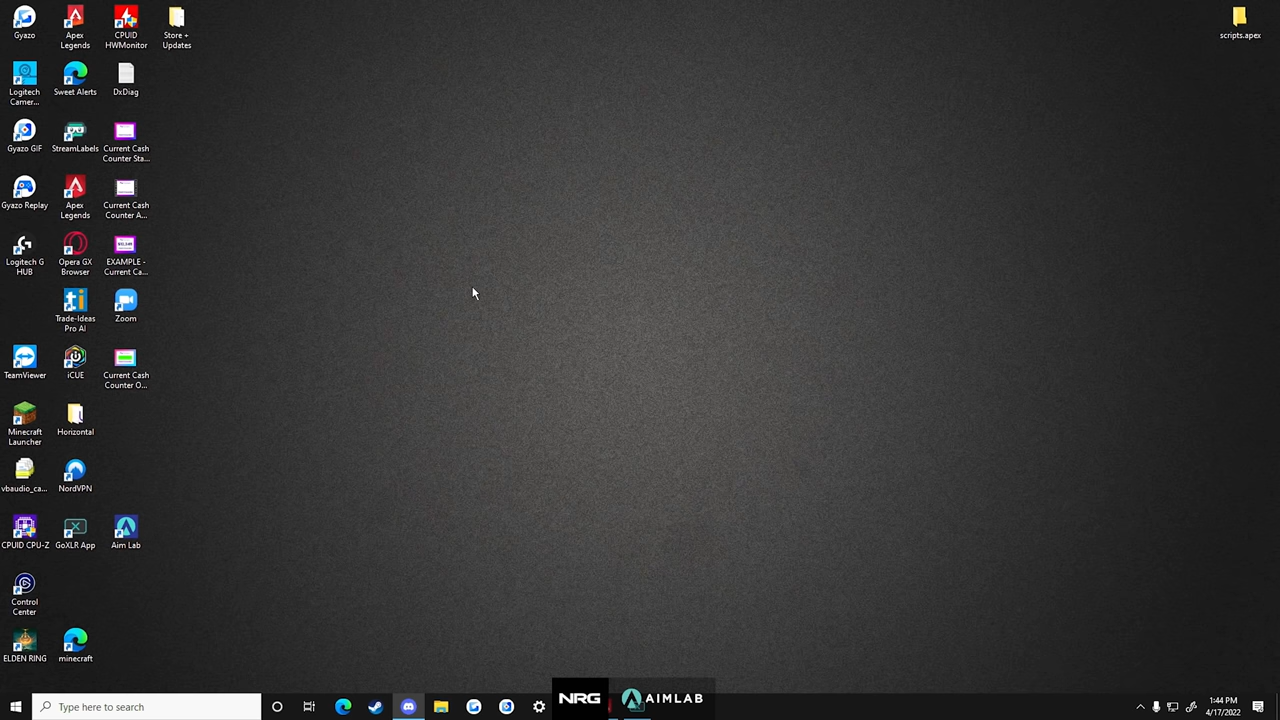 Gyazo
Apex
Legends
CPUID
HWMonitor
Store +
Updates
scripts.apex
Logitech
Camer...
Sweet Alerts
DxDiag
Gyazo GIF
StreamLabels
Current Cash
Counter Sta...
Gyazo Replay
Apex
Legends
Current Cash
Counter A...
Logitech G
HUB
Opera GX
Browser
EXAMPLE -
Current Ca...
Trade-Ideas
Pro AI
Zoom
TeamViewer
iCUE
Current Cash
Counter O...
Minecraft
Launcher
Horizontal
vbaudio_ca...
NordVPN
CPUID CPU-Z
GoXLR App
Aim Lab
Control
Center
ELDEN RING
minecraft
Type here to search
NRG
AIMLAB
1:44 PM
4/17/2022